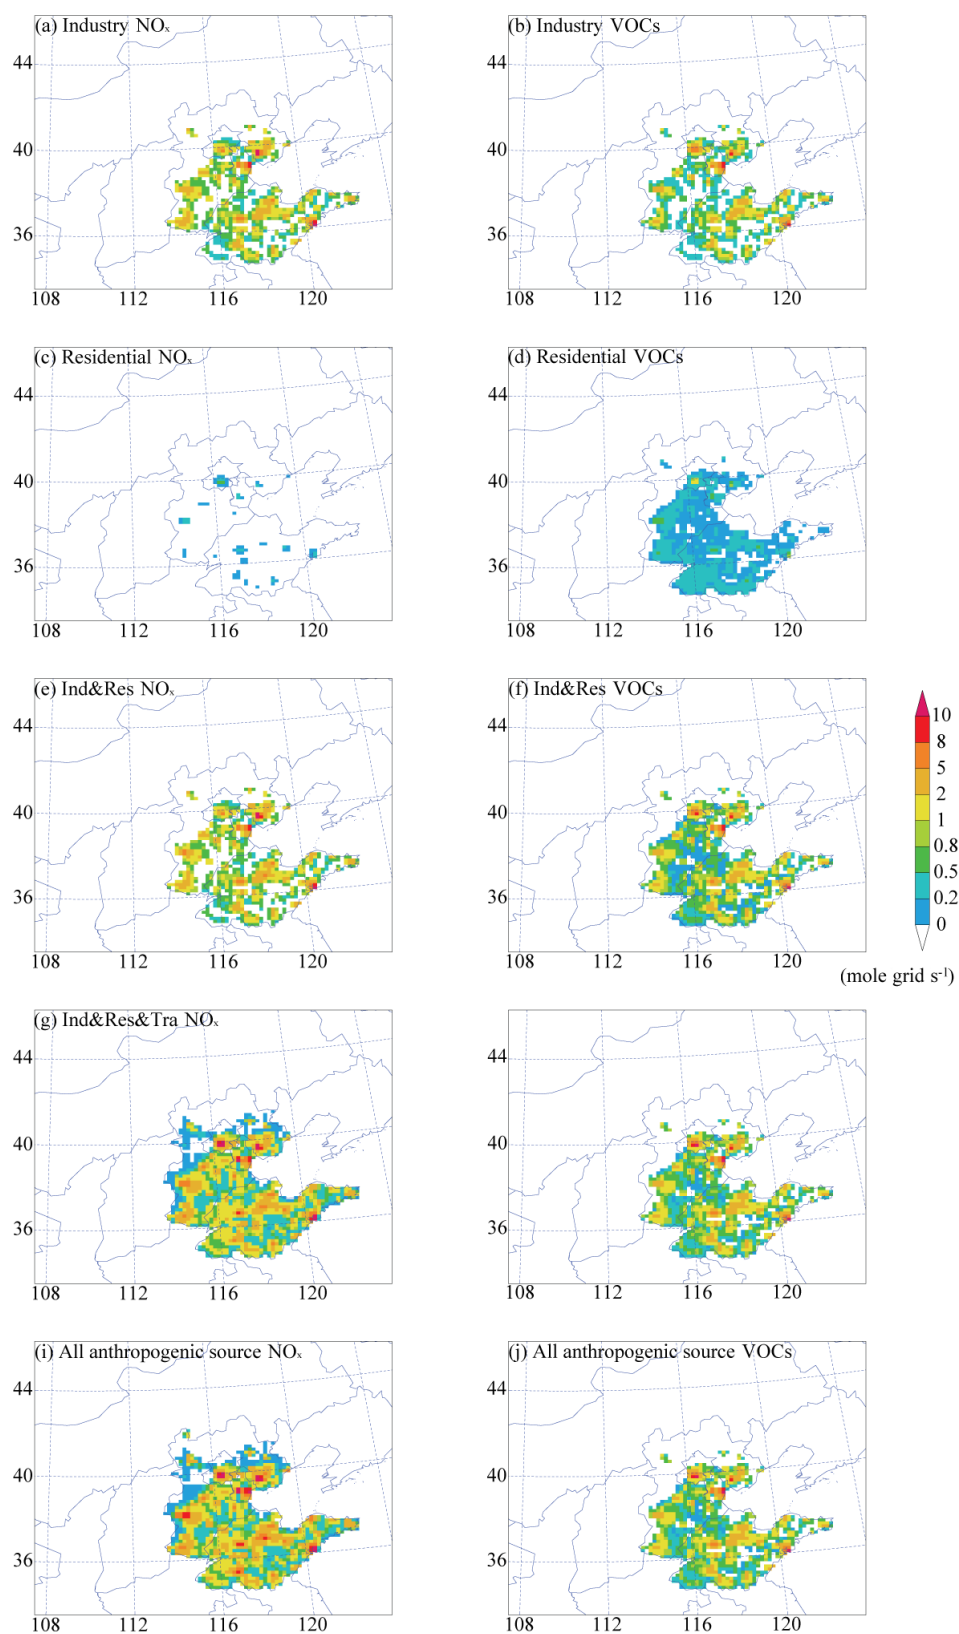 (a) Industry NOₓ
(b) Industry VOCs
44
40
36
108 112 116 120
44
40
36
108 112 116 120
(c) Residential NOₓ
(d) Residential VOCs
44
40
36
108 112 116 120
44
40
36
108 112 116 120
(e) Ind&Res NOₓ
(f) Ind&Res VOCs
44
40
36
108 112 116 120
44
40
36
108 112 116 120
10
8
5
2
1
0.8
0.5
0.2
0
(mole grid s⁻¹)
(g) Ind&Res&Tra NOₓ
44
40
36
108 112 116 120
44
40
36
108 112 116 120
(i) All anthropogenic source NOₓ
(j) All anthropogenic source VOCs
44
40
36
108 112 116 120
44
40
36
108 112 116 120